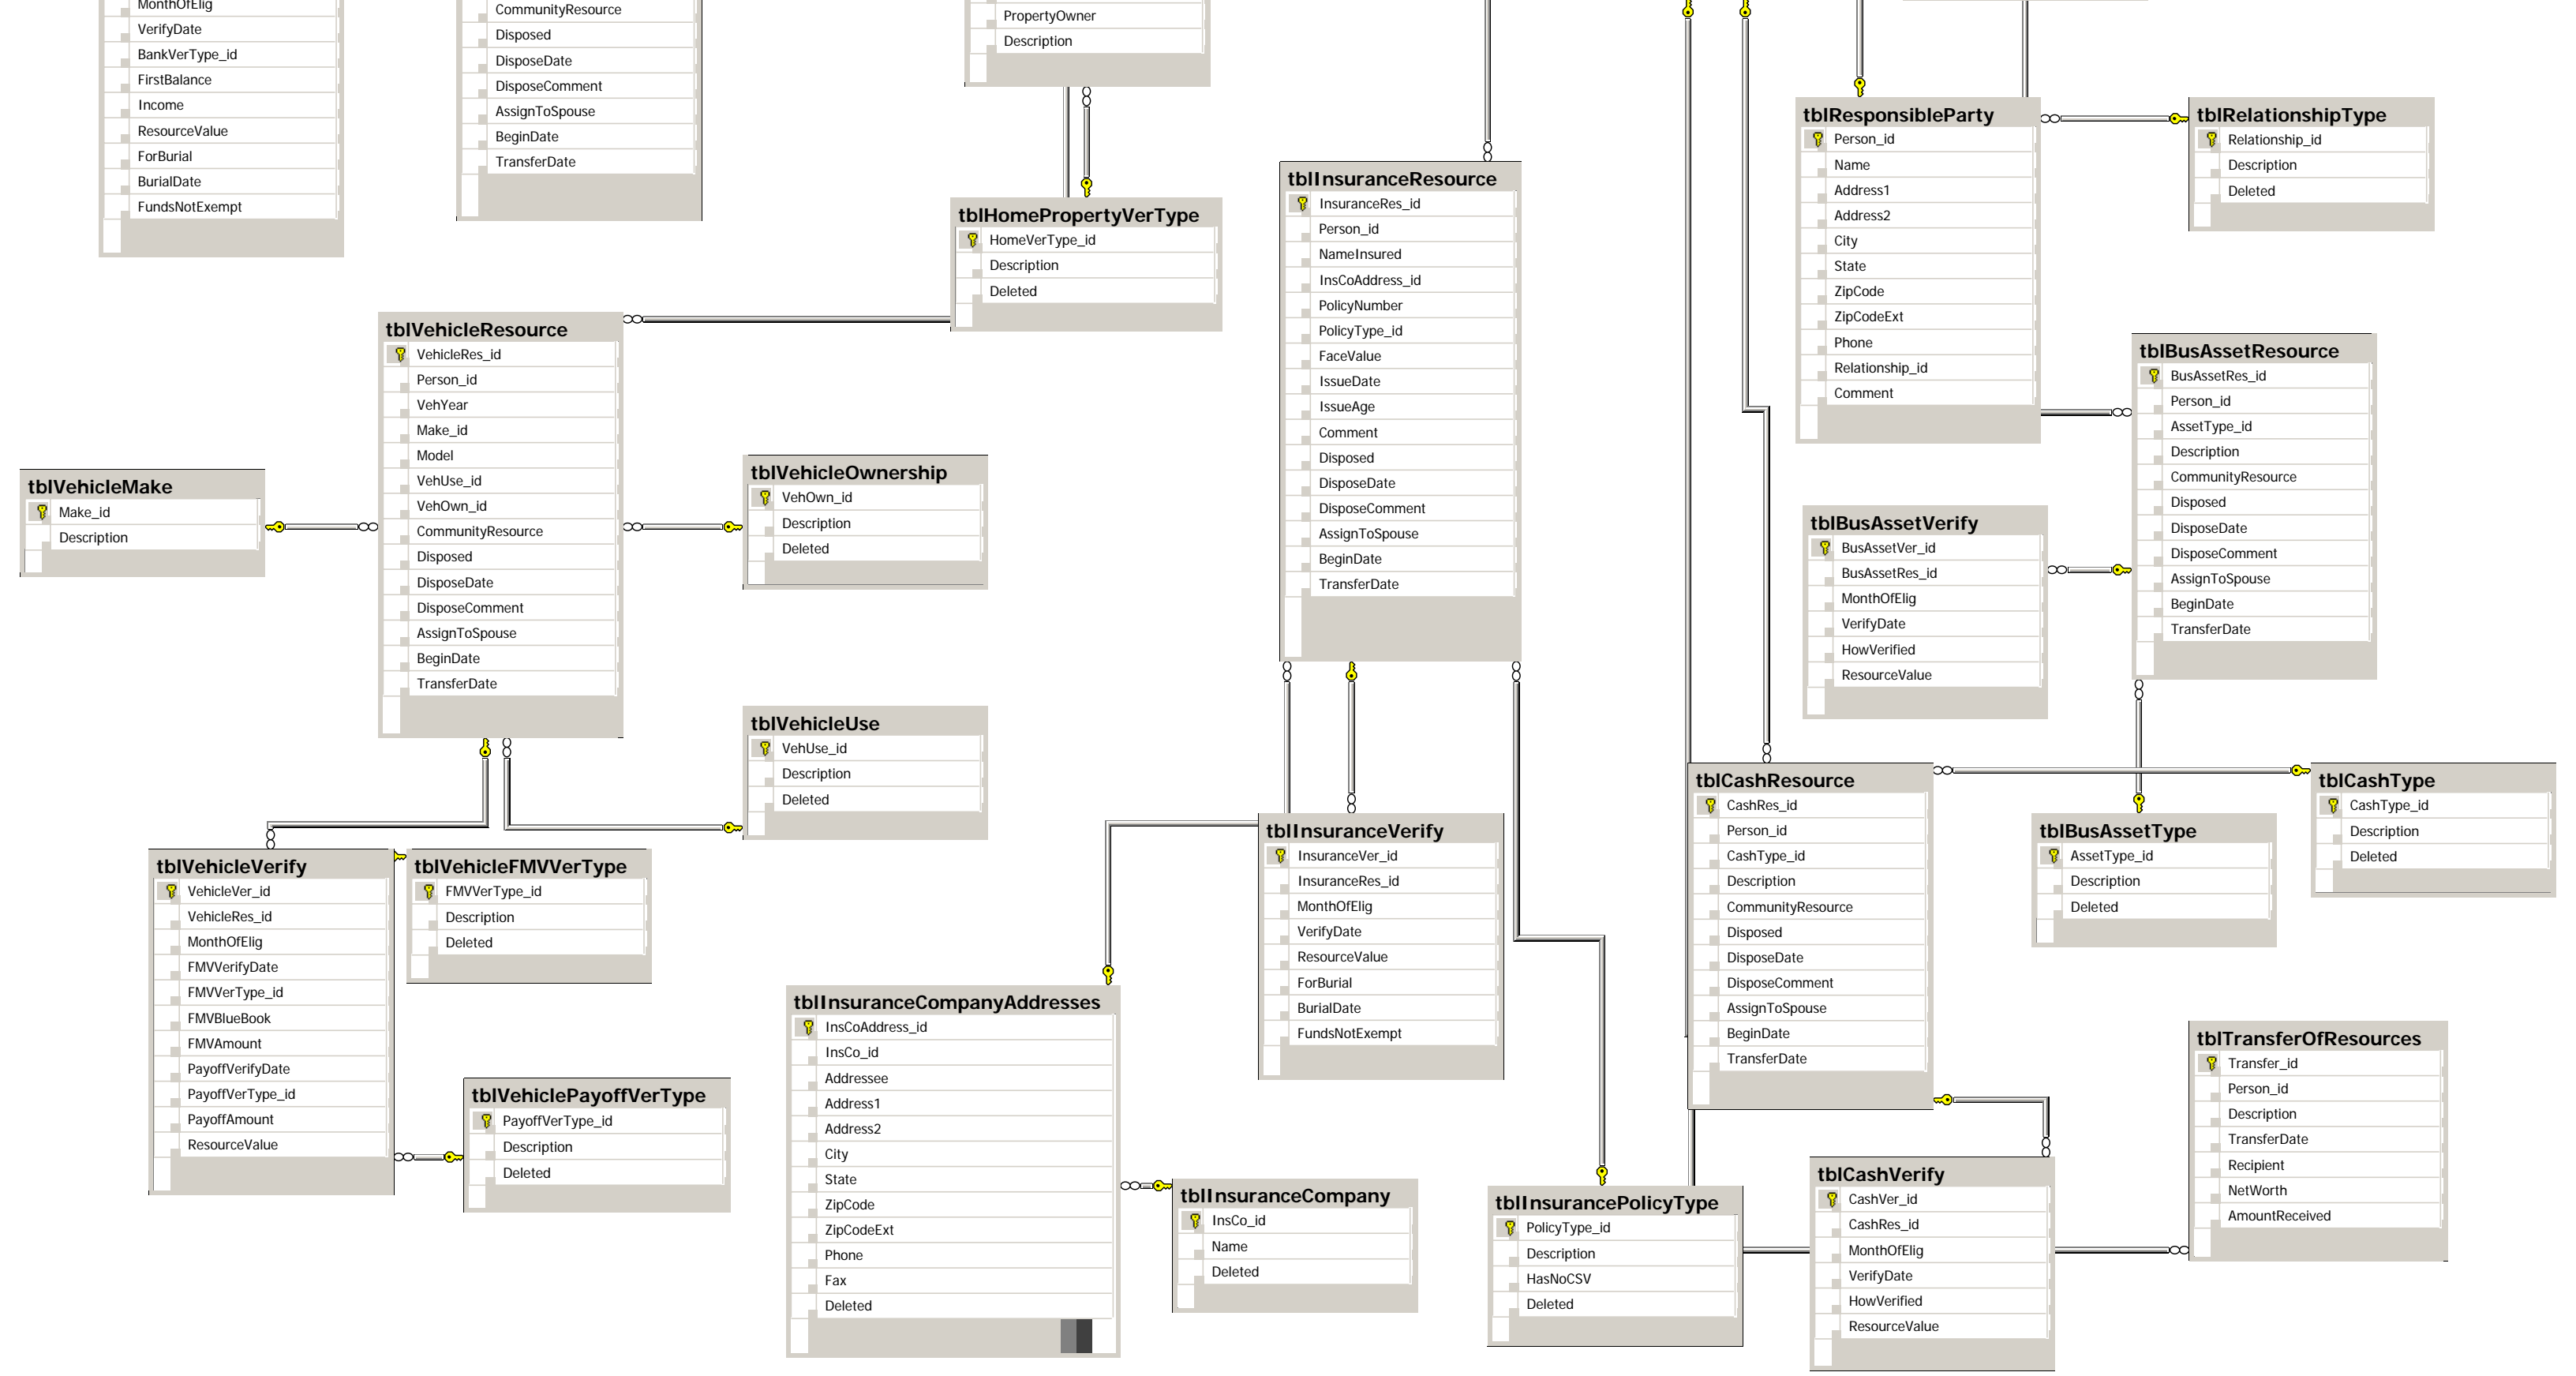 MonthOfElig
VerifyDate
BankVerType_id
FirstBalance
Income
ResourceValue
ForBurial
BurialDate
FundsNotExempt
CommunityResource
Disposed
DisposeDate
DisposeComment
AssignToSpouse
BeginDate
TransferDate
PropertyOwner
Description
tblHomePropertyVerType
HomeVerType_id
Description
Deleted
tblVehicleResource
VehicleRes_id
Person_id
VehYear
Make_id
Model
VehUse_id
VehOwn_id
CommunityResource
Disposed
DisposeDate
DisposeComment
AssignToSpouse
BeginDate
TransferDate
tblVehicleMake
Make_id
Description
tblVehicleOwnership
VehOwn_id
Description
Deleted
tblVehicleUse
VehUse_id
Description
Deleted
tblVehicleVerify
VehicleVer_id
VehicleRes_id
MonthOfElig
FMVVerifyDate
FMVVerType_id
FMVBlueBook
FMVAmount
PayoffVerifyDate
PayoffVerType_id
PayoffAmount
ResourceValue
tblVehicleFMVVerType
FMVVerType_id
Description
Deleted
tblVehiclePayoffVerType
PayoffVerType_id
Description
Deleted
tblInsuranceResource
InsuranceRes_id
Person_id
NameInsured
InsCoAddress_id
PolicyNumber
PolicyType_id
FaceValue
IssueDate
IssueAge
Comment
Disposed
DisposeDate
DisposeComment
AssignToSpouse
BeginDate
TransferDate
tblInsuranceVerify
InsuranceVer_id
InsuranceRes_id
MonthOfElig
VerifyDate
ResourceValue
ForBurial
BurialDate
FundsNotExempt
tblInsuranceCompanyAddresses
InsCoAddress_id
InsCo_id
Addressee
Address1
Address2
City
State
ZipCode
ZipCodeExt
Phone
Fax
Deleted
tblInsuranceCompany
InsCo_id
Name
Deleted
tblInsurancePolicyType
PolicyType_id
Description
HasNoCSV
Deleted
tblResponsibleParty
Person_id
Name
Address1
Address2
City
State
ZipCode
ZipCodeExt
Phone
Relationship_id
Comment
tblRelationshipType
Relationship_id
Description
Deleted
tblBusAssetResource
BusAssetRes_id
Person_id
AssetType_id
Description
CommunityResource
Disposed
DisposeDate
DisposeComment
AssignToSpouse
BeginDate
TransferDate
tblBusAssetVerify
BusAssetVer_id
BusAssetRes_id
MonthOfElig
VerifyDate
HowVerified
ResourceValue
tblCashResource
CashRes_id
Person_id
CashType_id
Description
CommunityResource
Disposed
DisposeDate
DisposeComment
AssignToSpouse
BeginDate
TransferDate
tblBusAssetType
AssetType_id
Description
Deleted
tblCashType
CashType_id
Description
Deleted
tblCashVerify
CashVer_id
CashRes_id
MonthOfElig
VerifyDate
HowVerified
ResourceValue
tblTransferOfResources
Transfer_id
Person_id
Description
TransferDate
Recipient
NetWorth
AmountReceived